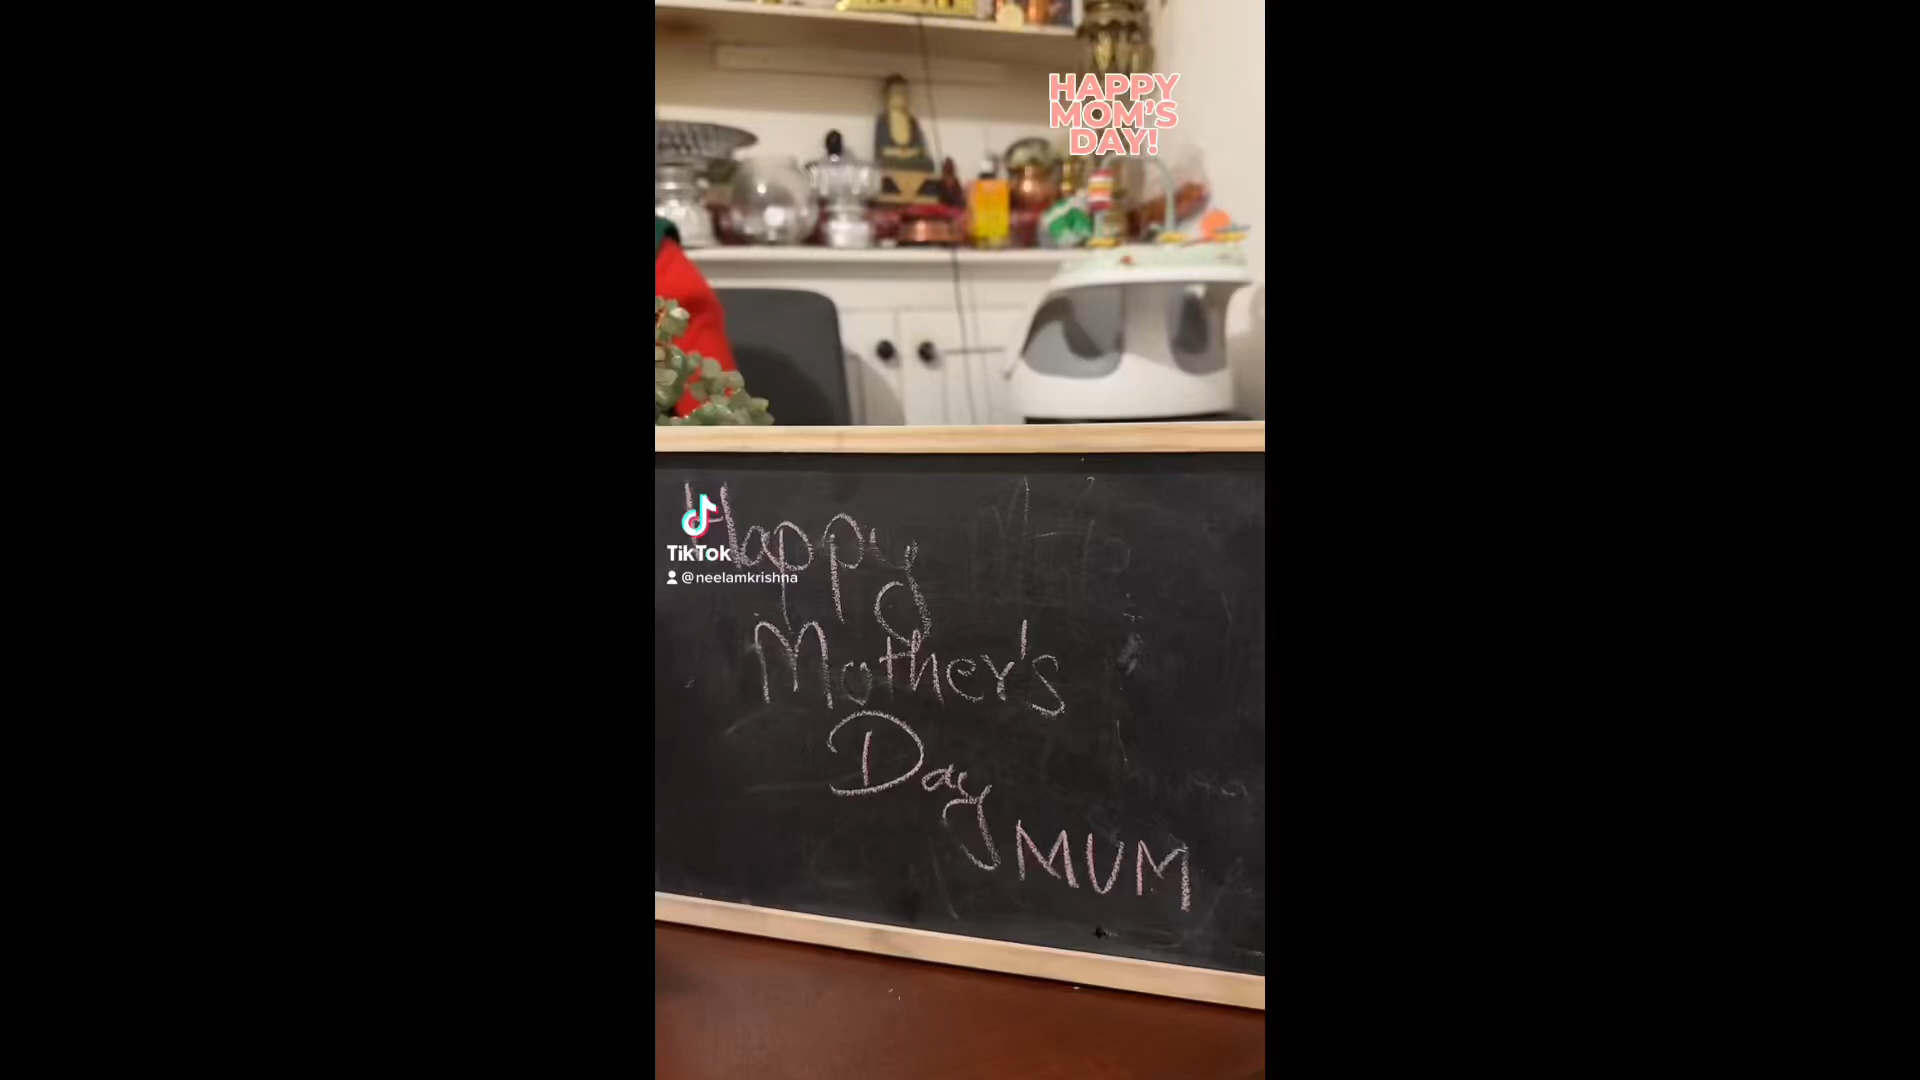 HAPPY
MOM'S
DAY!
Happy
TikTok
@neelamkrishna
Mother's
Day
MUM